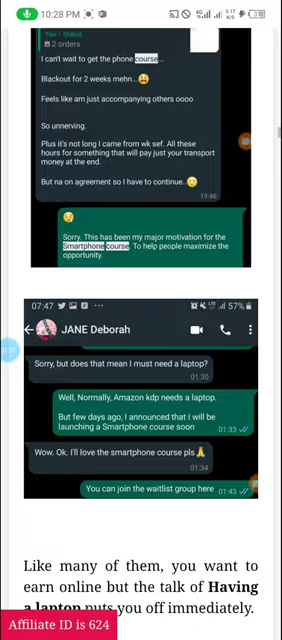 10:28 PM
3.17
K/S
You • Status
2 orders
I can't wait to get the phone course...
Blackout for 2 weeks mehn...😩
Feels like am just accompanying others oooo
So unnerving.
Plus it's not long I came from wk sef. All these
hours for something that will pay just your transport
money at the end.
But na on agreement so I have to continue..
19:46
Sorry. This has been my major motivation for the
Smartphone course. To help people maximize the
opportunity.
07:47
57%
JANE Deborah
Sorry, but does that mean I must need a laptop?
01:30
Well, Normally, Amazon kdp needs a laptop.
But few days ago, I announced that I will be
launching a Smartphone course soon
01:33
Wow. Ok. I'll love the smartphone course pls🙏
01:34
You can join the waitlist group here
01:43
Like many of them, you want to
earn online but the talk of Having
a laptop puts you off immediately.
Affiliate ID is 624